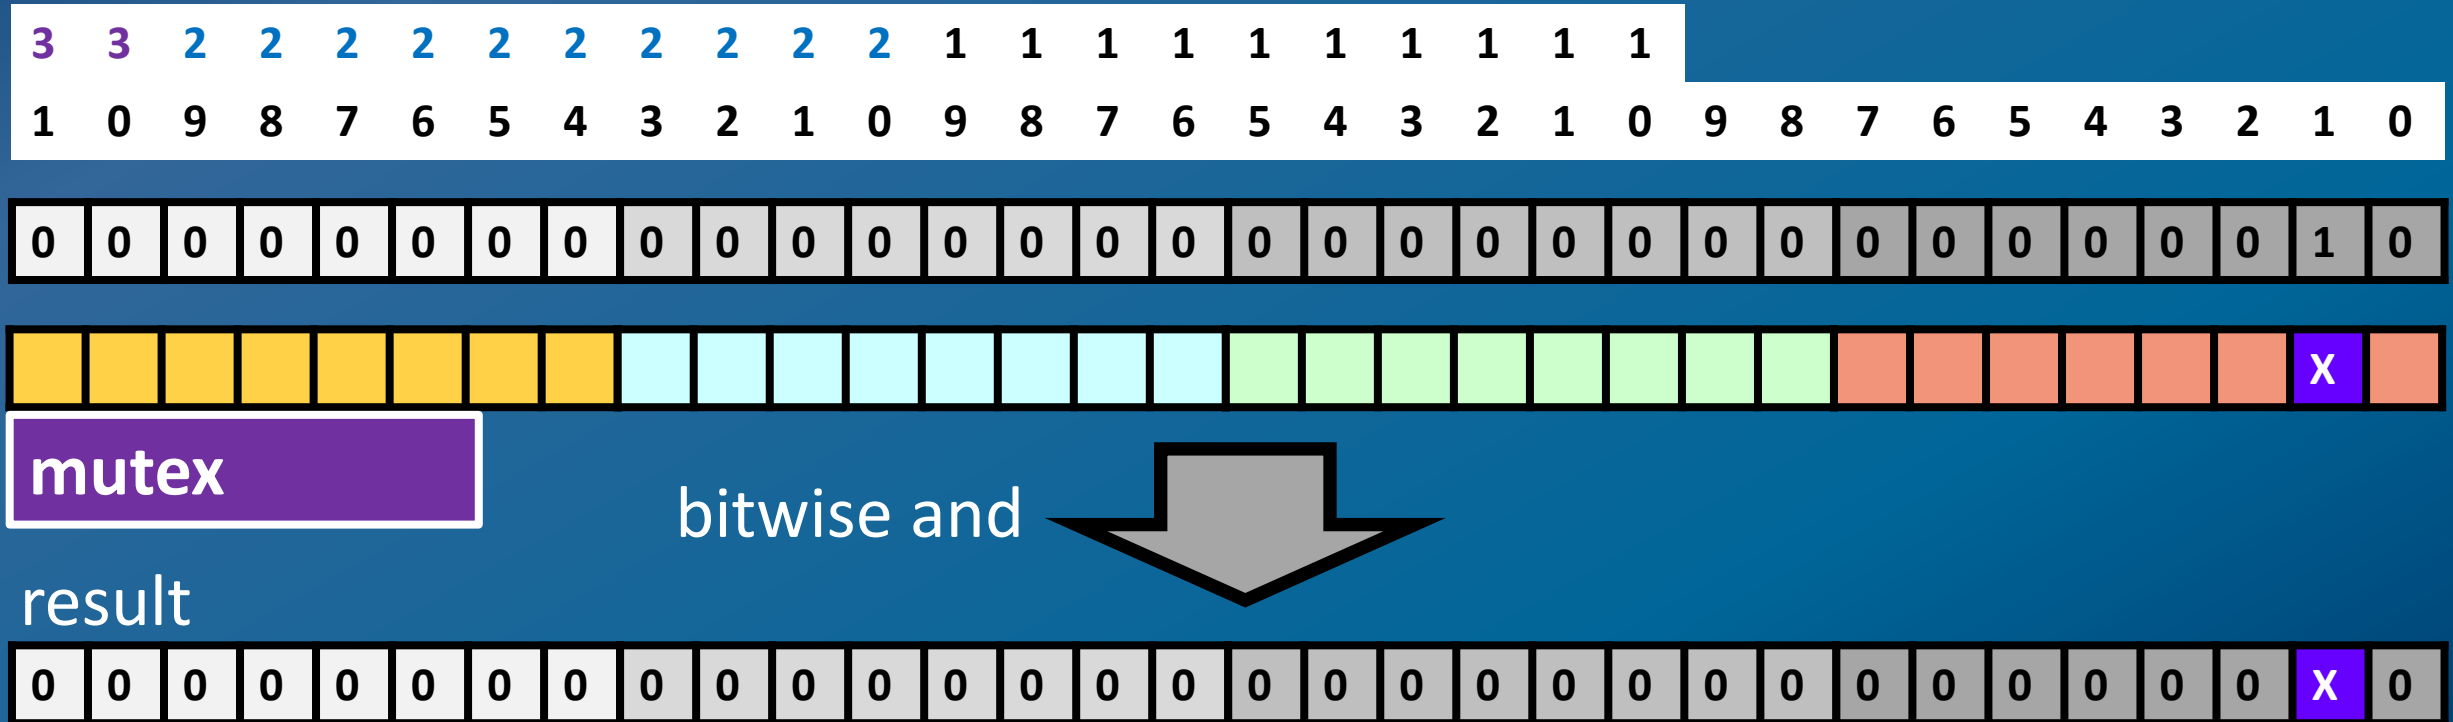 3 3 2 2 2 2 2 2 2 2 2 2 1 1 1 1 1 1 1 1 1 1
1 0 9 8 7 6 5 4 3 2 1 0 9 8 7 6 5 4 3 2 1 0 9 8 7 6 5 4 3 2 1 0
0 0 0 0 0 0 0 0 0 0 0 0 0 0 0 0 0 0 0 0 0 0 0 0 0 0 0 0 0 0 1 0
X
mutex
bitwise and
result
0 0 0 0 0 0 0 0 0 0 0 0 0 0 0 0 0 0 0 0 0 0 0 0 0 0 0 0 0 0 X 0